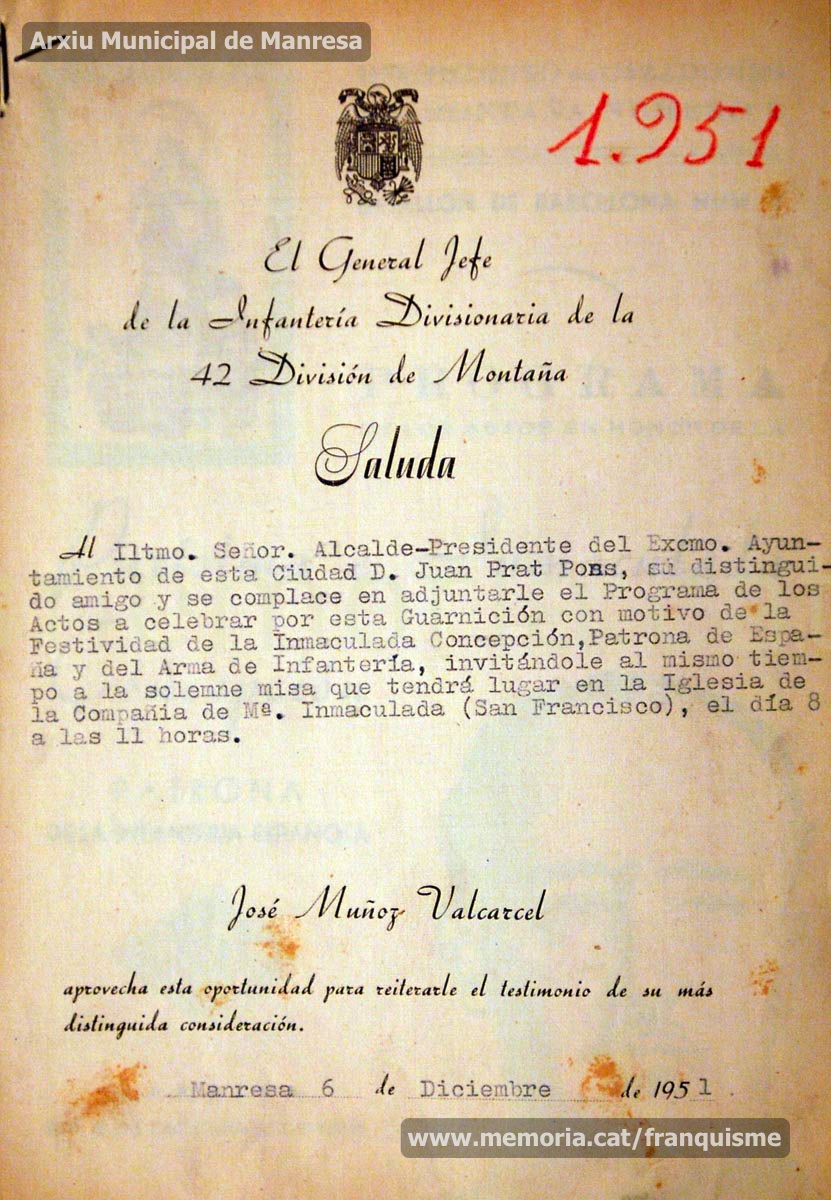 Arxiu Municipal de Manresa
1.951
El General Jefe
de la Infantería Divisionaria de la
42 División de Montaña
Saluda
Al Iltmo. Señor. Alcalde-Presidente del Excmo. Ayun-
tamiento de esta Ciudad D. Juan Prat Pons, su distingui-
do amigo y se complace en adjuntarle el Programa de los
Actos a celebrar por esta Guarnición con motivo de la
Festividad de la Inmaculada Concepción,Patrona de Espa-
ña y del Arma de Infantería, invitándole al mismo tiem-
po a la solemne misa que tendrá lugar en la Iglesia de
la Compañia de Mª. Inmaculada (San Francisco), el día 8
a las 11 horas.
José Muñoz Valcarcel
aprovecha esta oportunidad para reiterarle el testimonio de su más
distinguida consideración.
Manresa 6 de Diciembre de 1951.
www.memoria.cat/franquisme